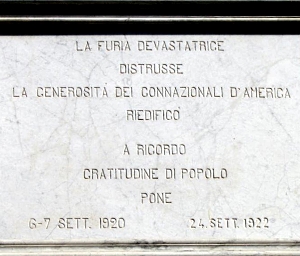 LA FURIA DEVASTATRICE
DISTRUSSE
LA GENEROSITÀ DEI CONNAZIONALI D'AMERICA
RIEDIFICÒ
A RICORDO
GRATITUDINE DI POPOLO
PONE
6-7 SETT. 1920 24. SETT. 1922